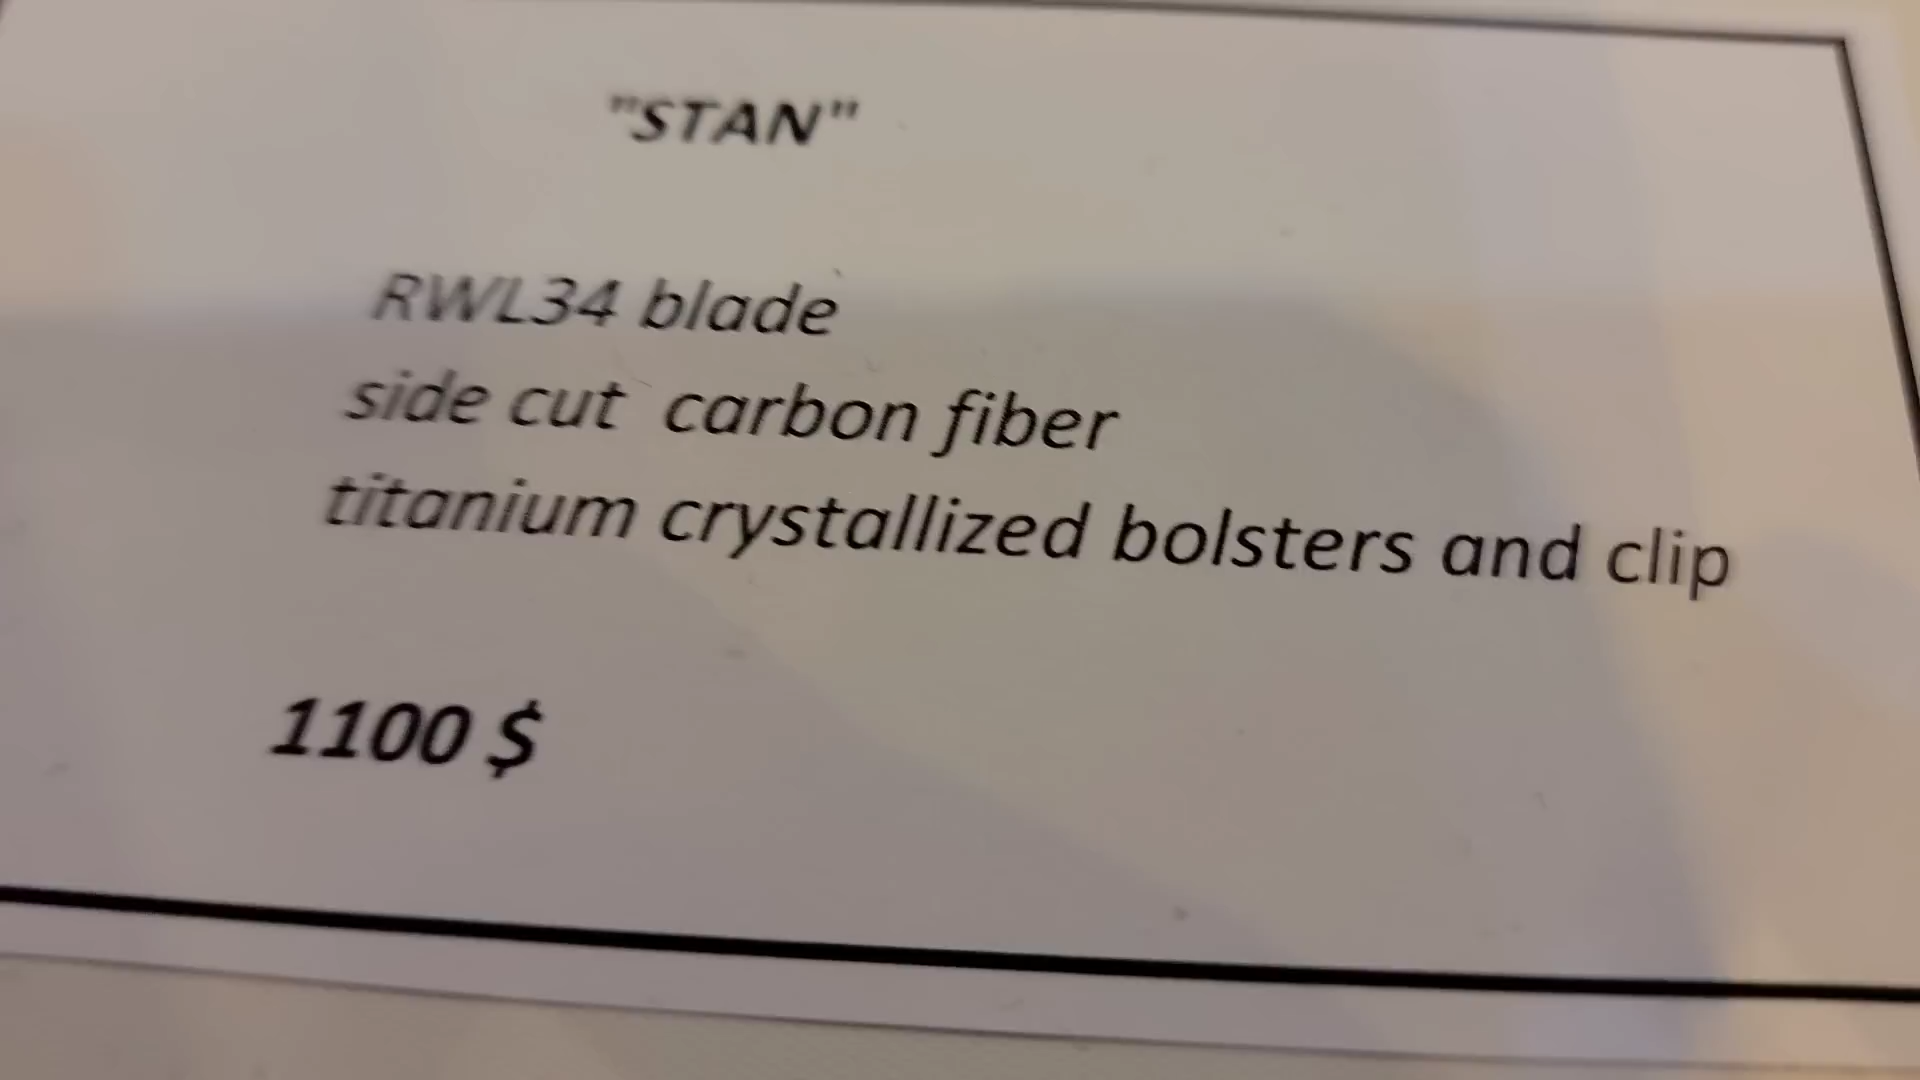 "STAN"
RWL34 blade
side cut carbon fiber
titanium crystallized bolsters and clip
1100 $